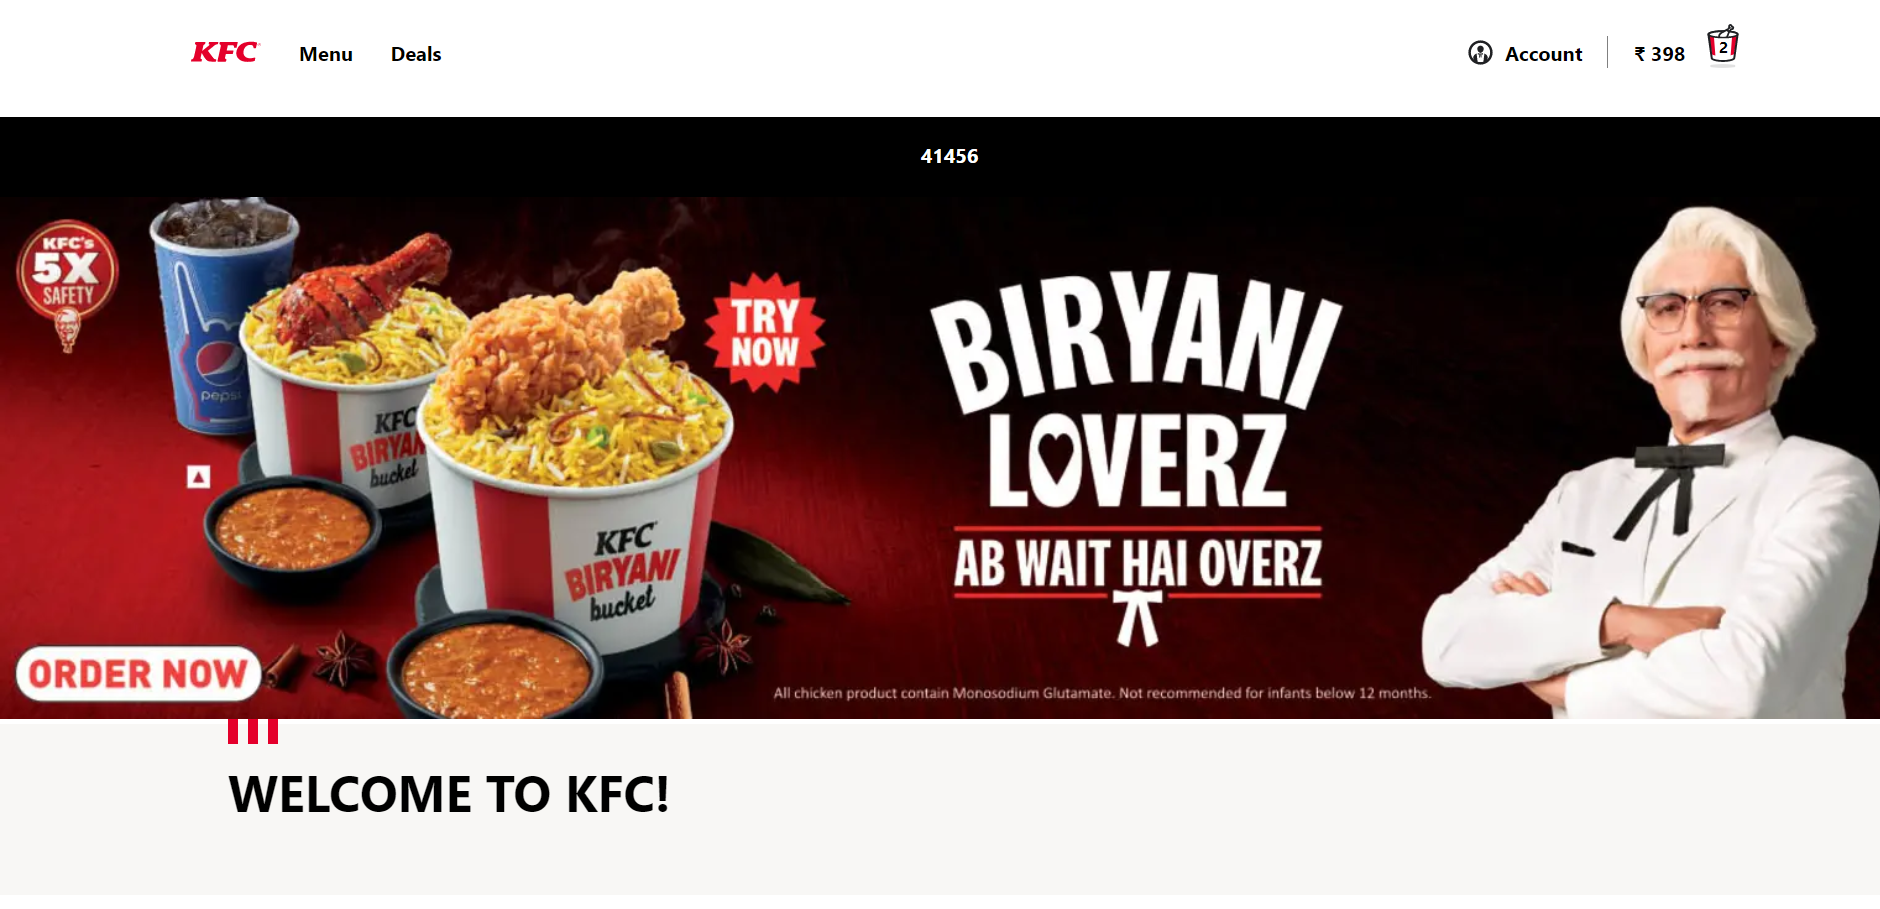 KFC
Menu
Deals
Account
₹ 398
2
41456
KFC's
5X
SAFETY
pepsi
KFC
BIRYAN
bucket
KFC
BIRYANI
bucket
TRY
NOW
BIRYANI
LOVERZ
AB WAIT HAI OVERZ
ORDER NOW
All chicken product contain Monosodium Glutamate. Not recommended for infants below 12 months.
WELCOME TO KFC!